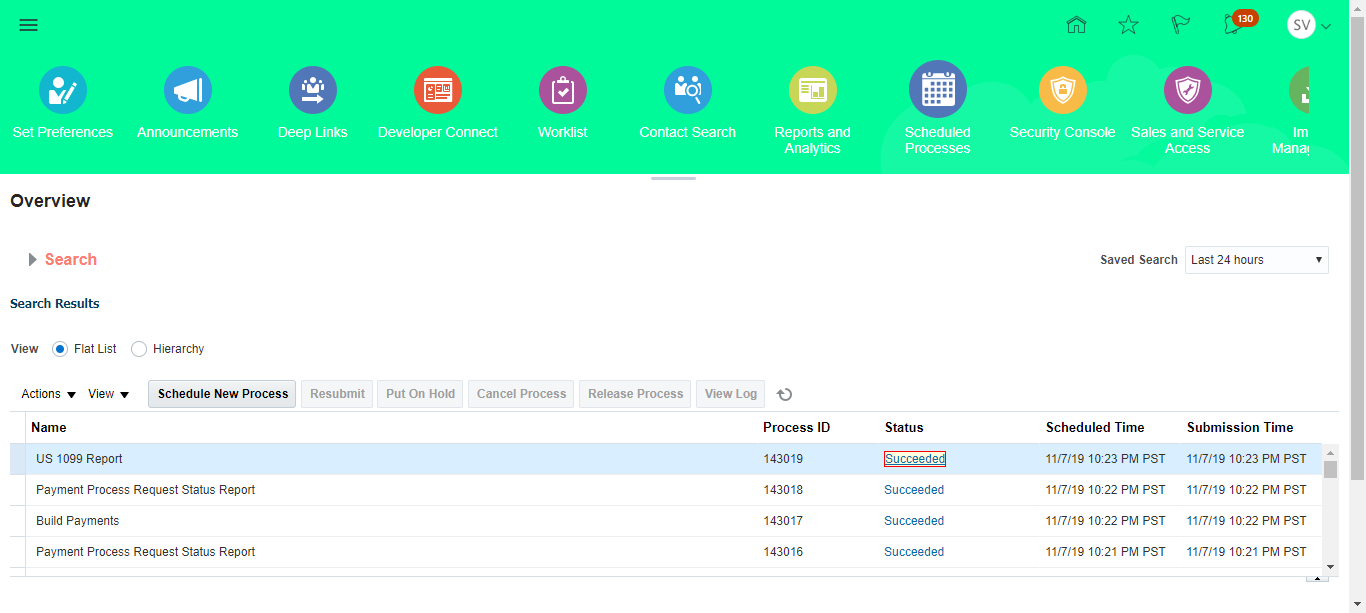 130
SV
Set Preferences
Announcements
Deep Links
Developer Connect
Worklist
Contact Search
Reports and Analytics
Scheduled Processes
Security Console
Sales and Service Access
Im
Manag
Overview
Search
Saved Search Last 24 hours
Search Results
View Flat List Hierarchy
Actions View Schedule New Process Resubmit Put On Hold Cancel Process Release Process View Log
Name Process ID Status Scheduled Time Submission Time
US 1099 Report 143019 Succeeded 11/7/19 10:23 PM PST 11/7/19 10:23 PM PST
Payment Process Request Status Report 143018 Succeeded 11/7/19 10:22 PM PST 11/7/19 10:22 PM PST
Build Payments 143017 Succeeded 11/7/19 10:22 PM PST 11/7/19 10:22 PM PST
Payment Process Request Status Report 143016 Succeeded 11/7/19 10:21 PM PST 11/7/19 10:21 PM PST